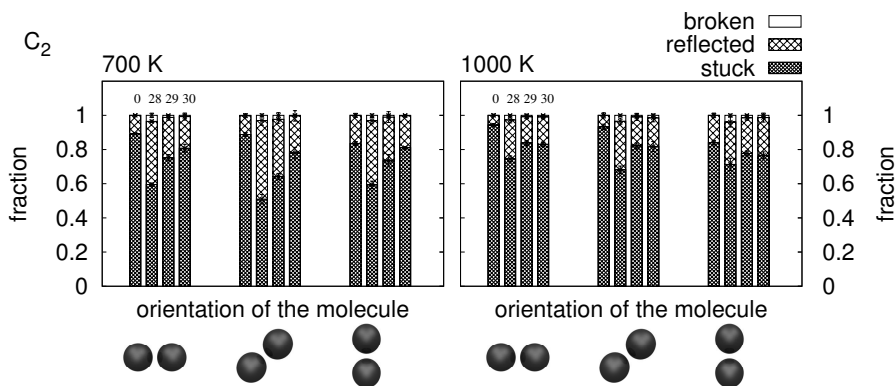 broken
reflected
stuck
C2
700 K
1000 K
0 28 29 30
0 28 29 30
1
0.8
0.6
0.4
0.2
0
fraction
1
0.8
0.6
0.4
0.2
0
fraction
orientation of the molecule
orientation of the molecule